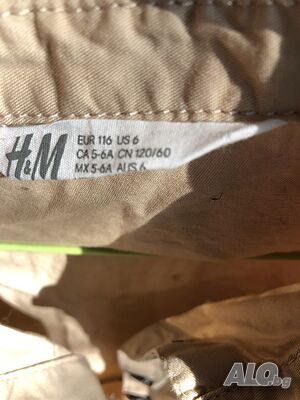 H&M
EUR 116 US 6
CA 5-6A CN 120/60
MX 5-6A AUS 6
ALO.bg